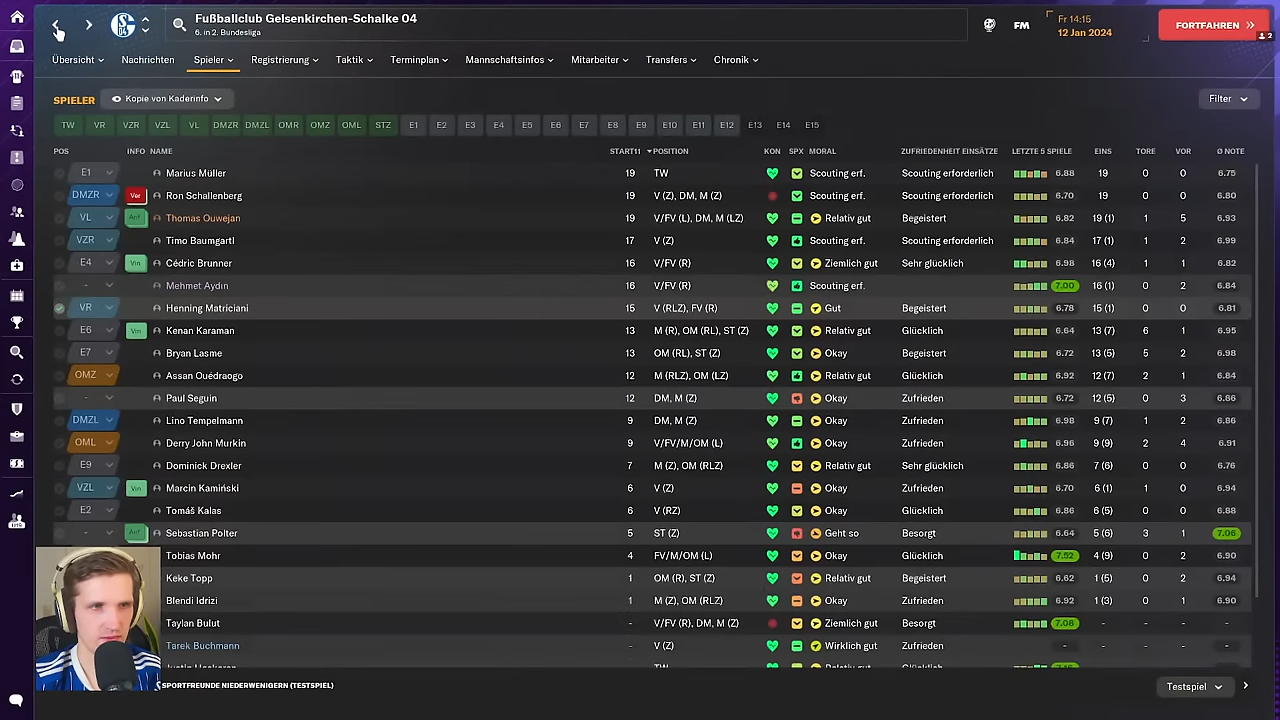 Fußballclub Gelsenkirchen-Schalke 04
6. in 2. Bundesliga
FM
Fr 14:15
12 Jan 2024
FORTFAHREN
2
Übersicht Nachrichten Spieler Registrierung Taktik Terminplan Mannschaftsinfos Mitarbeiter Transfers Chronik
SPIELER Kopie von Kaderinfo Filter
TW VR VZR VZL VL DMZR DMZL OMR OMZ OML STZ E1 E2 E3 E4 E5 E6 E7 E8 E9 E10 E11 E12 E13 E14 E15
POS INFO NAME START11 POSITION KON SPX MORAL ZUFRIEDENHEIT EINSÄTZE LETZTE 5 SPIELE EINS TORE VOR Ø NOTE
E1 Marius Müller 19 TW Scouting erf. Scouting erforderlich 6.88 19 0 0 6.75
DMZR Ver Ron Schallenberg 19 V (Z), DM, M (Z) Scouting erf. Scouting erforderlich 6.70 19 0 0 6.80
VL Anf Thomas Ouwejan 19 V/FV (L), DM, M (LZ) Relativ gut Begeistert 6.82 19 (1) 1 5 6.93
VZR Timo Baumgartl 17 V (Z) Scouting erf. Scouting erforderlich 6.84 17 (1) 1 2 6.99
E4 Vin Cédric Brunner 16 V/FV (R) Ziemlich gut Sehr glücklich 6.98 16 (4) 1 1 6.82
- Mehmet Aydin 16 V/FV (R) Scouting erf. 7.00 16 (1) 0 2 6.84
VR Henning Matriciani 15 V (RLZ), FV (R) Gut Begeistert 6.78 15 (1) 0 0 6.81
E6 Vin Kenan Karaman 13 M (R), OM (RL), ST (Z) Relativ gut Glücklich 6.64 13 (7) 6 1 6.95
E7 Bryan Lasme 13 OM (RL), ST (Z) Okay Begeistert 6.72 13 (5) 5 2 6.98
OMZ Assan Ouédraogo 12 M (RLZ), OM (LZ) Relativ gut Glücklich 6.92 12 (7) 2 1 6.84
- Paul Seguin 12 DM, M (Z) Okay Zufrieden 6.72 12 (5) 0 3 6.86
DMZL Lino Tempelmann 9 DM, M (Z) Okay Zufrieden 6.98 9 (7) 1 2 6.86
OML Derry John Murkin 9 V/FV/M/OM (L) Okay Zufrieden 6.96 9 (9) 2 4 6.91
E9 Dominick Drexler 7 M (Z), OM (RLZ) Relativ gut Sehr glücklich 6.86 7 (6) 0 0 6.76
VZL Vin Marcin Kamiński 6 V (Z) Okay Zufrieden 6.70 6 (1) 1 0 6.94
E2 Tomáš Kalas 6 V (RZ) Okay Zufrieden 6.86 6 (5) 0 0 6.88
- Anf Sebastian Polter 5 ST (Z) Geht so Besorgt 6.64 5 (6) 3 1 7.06
Tobias Mohr 4 FV/M/OM (L) Okay Glücklich 7.52 4 (9) 0 2 6.90
Keke Topp 1 OM (R), ST (Z) Relativ gut Begeistert 6.62 1 (5) 0 2 6.94
Blendi Idrizi 1 M (Z), OM (RLZ) Okay Zufrieden 6.92 1 (3) 0 1 6.90
Taylan Bulut - V/FV (R), DM, M (Z) Ziemlich gut Besorgt 7.08 - - - -
Tarek Buchmann - V (Z) Wirklich gut Zufrieden - - - - -
TW Relativ gut Glücklich
SPORTFREUNDE NIEDERWENIGERN (TESTSPIEL) Testspiel